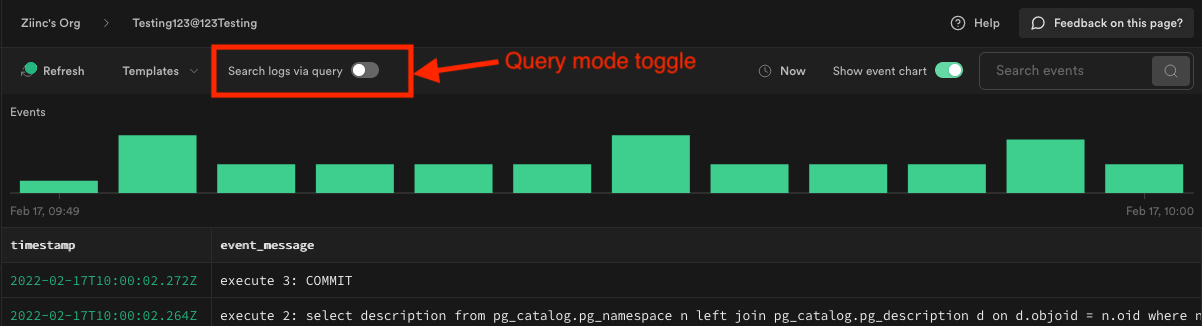 Ziinc's Org > Testing123@123Testing Help Feedback on this page?
Refresh Templates Search logs via query Query mode toggle Now Show event chart Search events
Events
Feb 17, 09:49 Feb 17, 10:00
timestamp event_message
2022-02-17T10:00:02.272Z execute 3: COMMIT
2022-02-17T10:00:02.264Z execute 2: select description from pg_catalog.pg_namespace n left join pg_catalog.pg_description d on d.objoid = n.oid where n